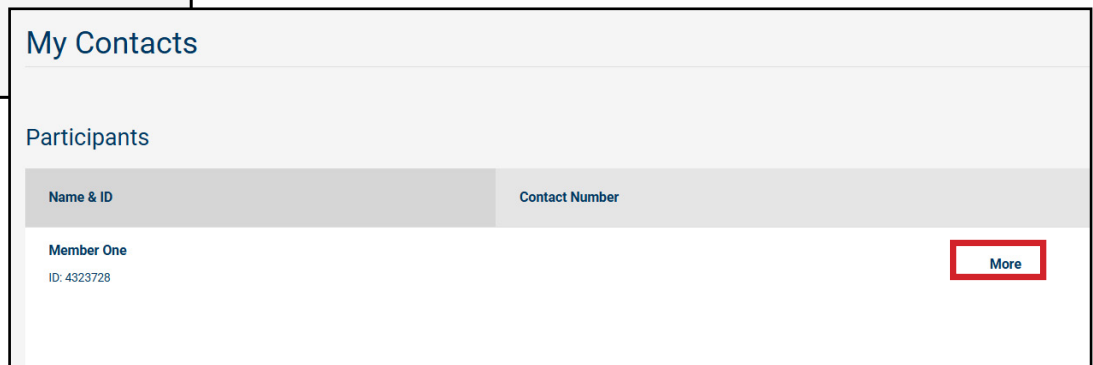 My Contacts
Participants
Name & ID Contact Number
Member One
More
ID: 4323728